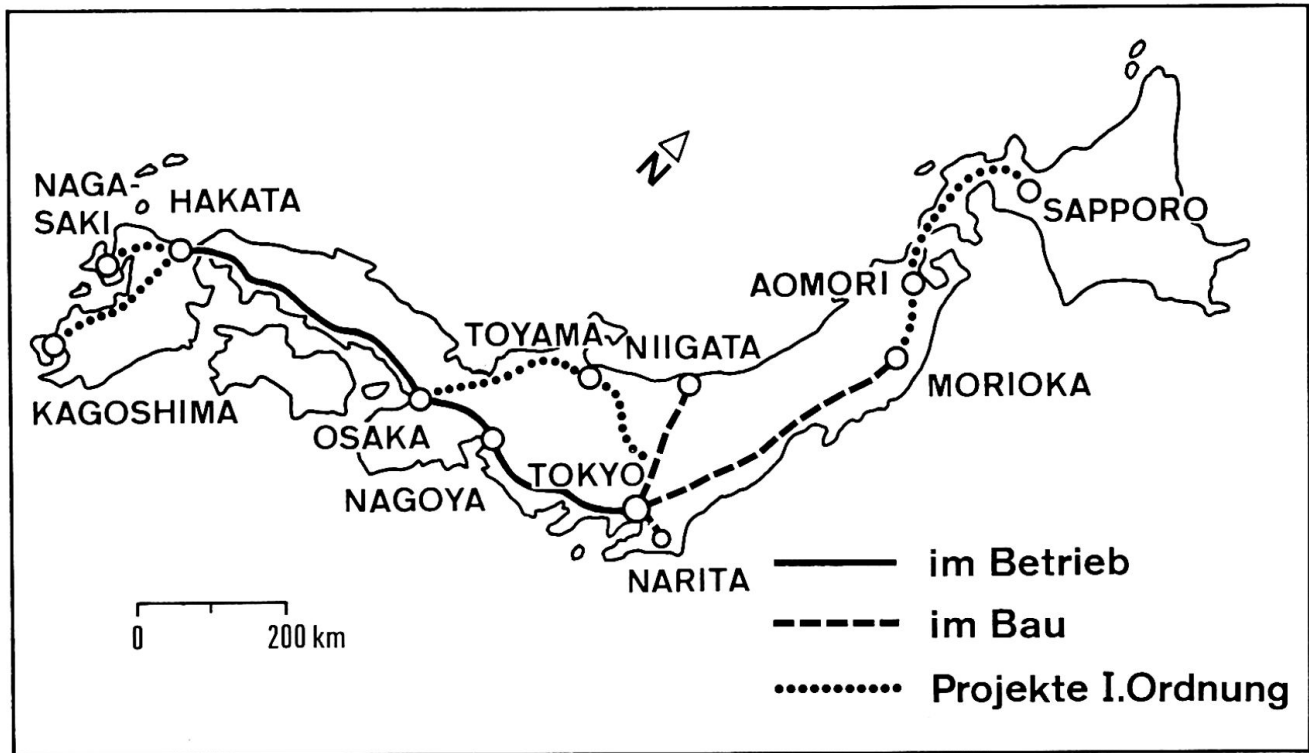 NAGA-
SAKI
HAKATA
N
SAPPORO
AOMORI
TOYAMA
NIIGATA
MORIOKA
KAGOSHIMA
OSAKA
NAGOYA
TOKYO
NARITA
im Betrieb
im Bau
Projekte I.Ordnung
0 200 km